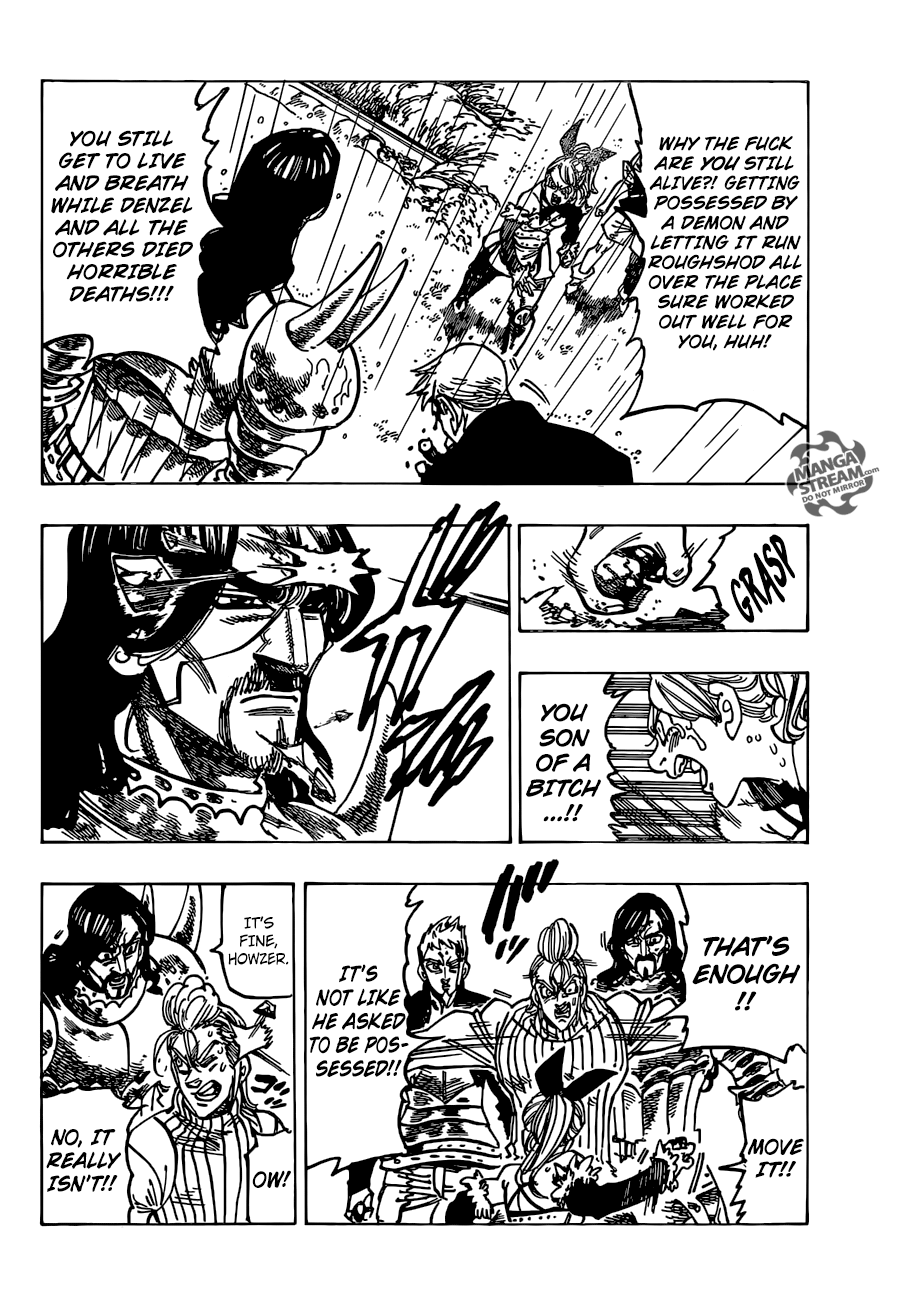 WHY THE FUCK
ARE YOU STILL
ALIVE?! GETTING
POSSESSED BY
A DEMON AND
LETTING IT RUN
ROUGHSHOD ALL
OVER THE PLACE
SURE WORKED
OUT WELL FOR
YOU, HUH!
YOU STILL
GET TO LIVE
AND BREATH
WHILE DENZEL
AND ALL THE
OTHERS DIED
HORRIBLE
DEATHS!!!
MANGA
STREAM.com
DO NOT MIRROR
GRASP
YOU
SON
OF A
BITCH
...!!
THAT'S
ENOUGH
!!
IT'S
NOT LIKE
HE ASKED
TO BE POS-
SESSED!!
MOVE
IT!!
IT'S
FINE,
HOWZER.
OW!
NO, IT
REALLY
ISN'T!!